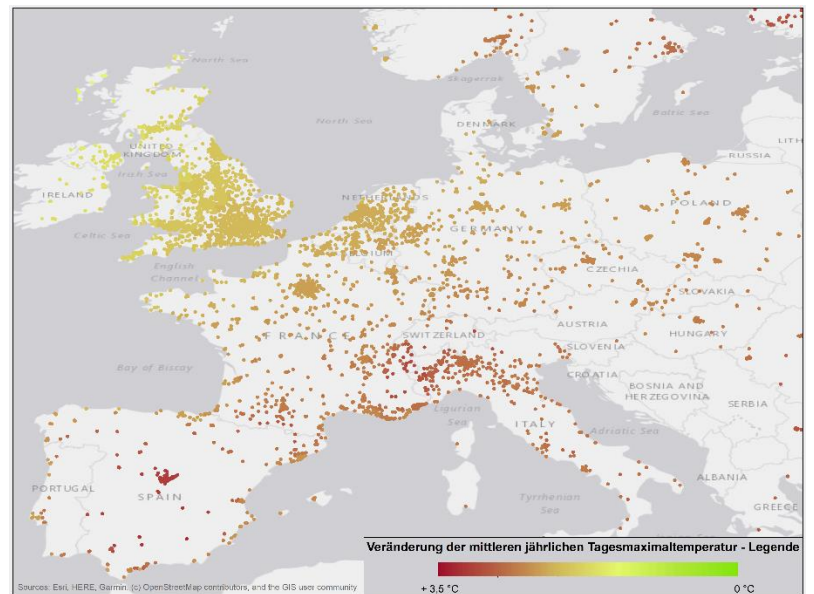 North Sea
Skagerrak
North Sea
DENMARK
Baltic Sea
LITH
UNITED
KINGDOM
RUSSIA
Irish Sea
IRELAND
NETHERLANDS
POLAND
GERMANY
Celtic Sea
BELGIUM
English
Channel
CZECHIA
SLOVAKIA
AUSTRIA
FRANCE
SWITZERLAND
HUNGARY
SLOVENIA
Bay of Biscay
CROATIA
BOSNIA AND
HERZEGOVINA
SERBIA
Ligurian
Sea
ITALY
Adriatic Sea
PORTUGAL
SPAIN
ALBANIA
Tyrrhenian
Sea
GREECE
Veränderung der mittleren jährlichen Tagesmaximaltemperatur - Legende
Sources: Esri, HERE, Garmin, (c) OpenStreetMap contributors, and the GIS user community
+ 3,5 °C
0 °C